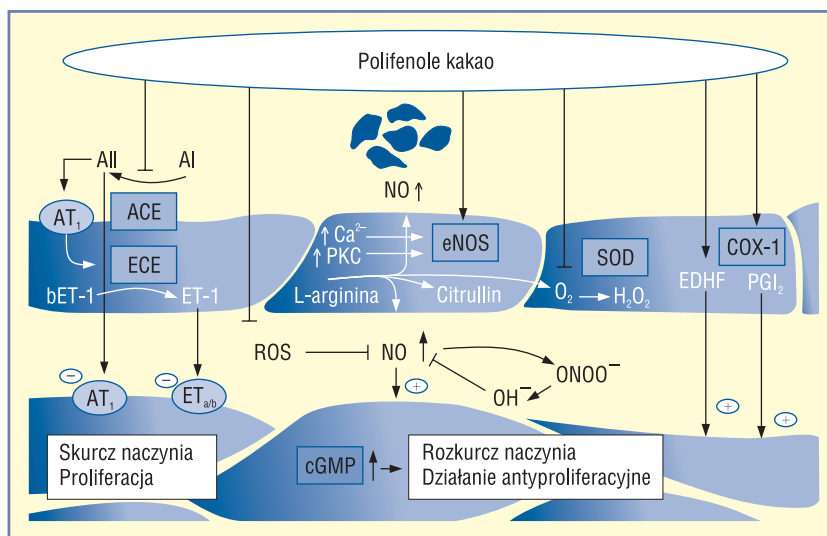 Polifenole kakao
AII
AI
NO ↑
AT1
ACE
↑ Ca2–
↑ PKC
eNOS
SOD
COX-1
ECE
bET-1
ET-1
L-arginina
Citrullin
O2
H2O2
EDHF
PGI2
ROS
NO ↑
ONOO–
OH–
–
AT1
–
ETa/b
+
+
+
Skurcz naczynia
Proliferacja
cGMP ↑
Rozkurcz naczynia
Działanie antyproliferacyjne